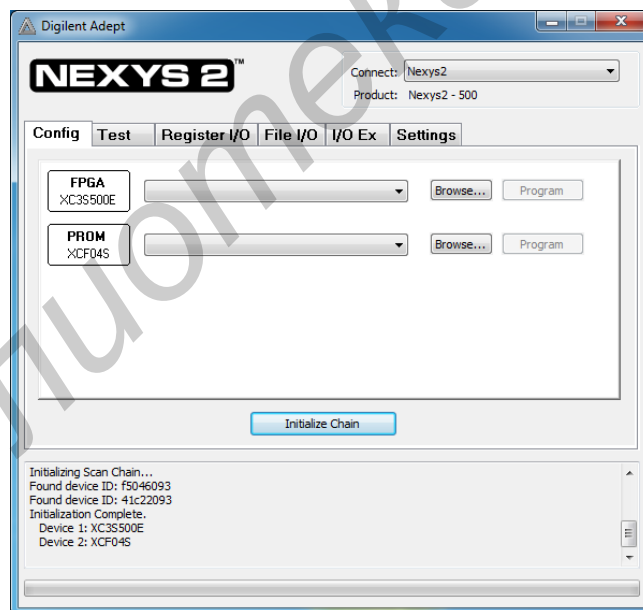 Digilent Adept
NEXYS 2™
Connect: Nexys2
Product: Nexys2 - 500
Config Test Register I/O File I/O I/O Ex Settings
FPGA
XC3S500E
Browse... Program
PROM
XCF04S
Browse... Program
Initialize Chain
Initializing Scan Chain...
Found device ID: f5046093
Found device ID: 41c22093
Initialization Complete.
Device 1: XC3S500E
Device 2: XCF04S